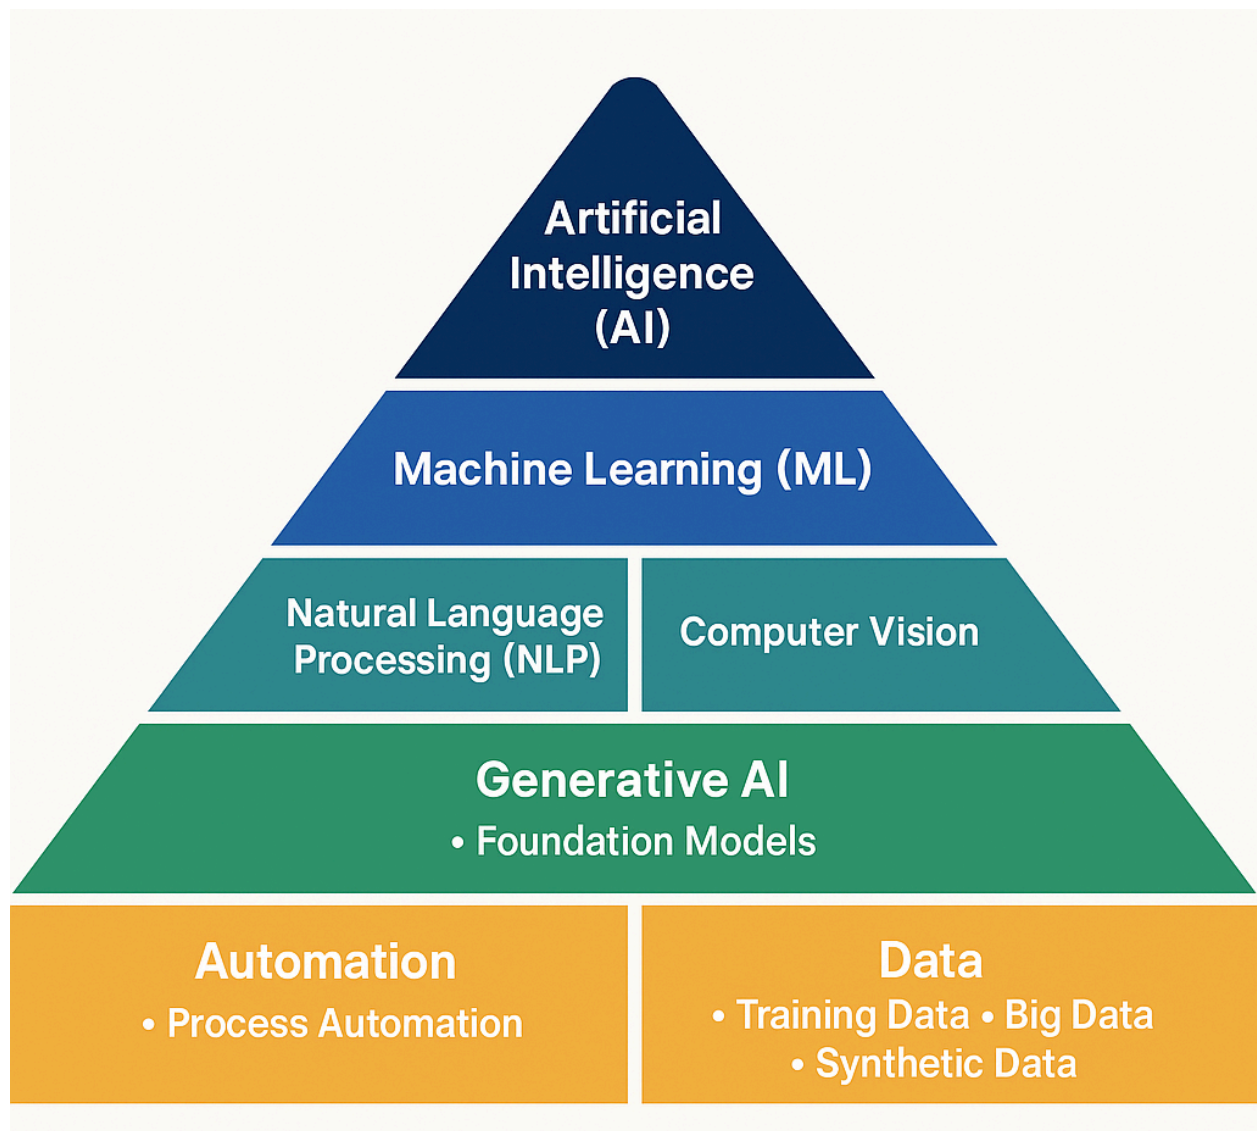 Artificial
Intelligence
(AI)
Machine Learning (ML)
Natural Language
Processing (NLP)
Computer Vision
Generative AI
• Foundation Models
Automation
• Process Automation
Data
• Training Data • Big Data
• Synthetic Data